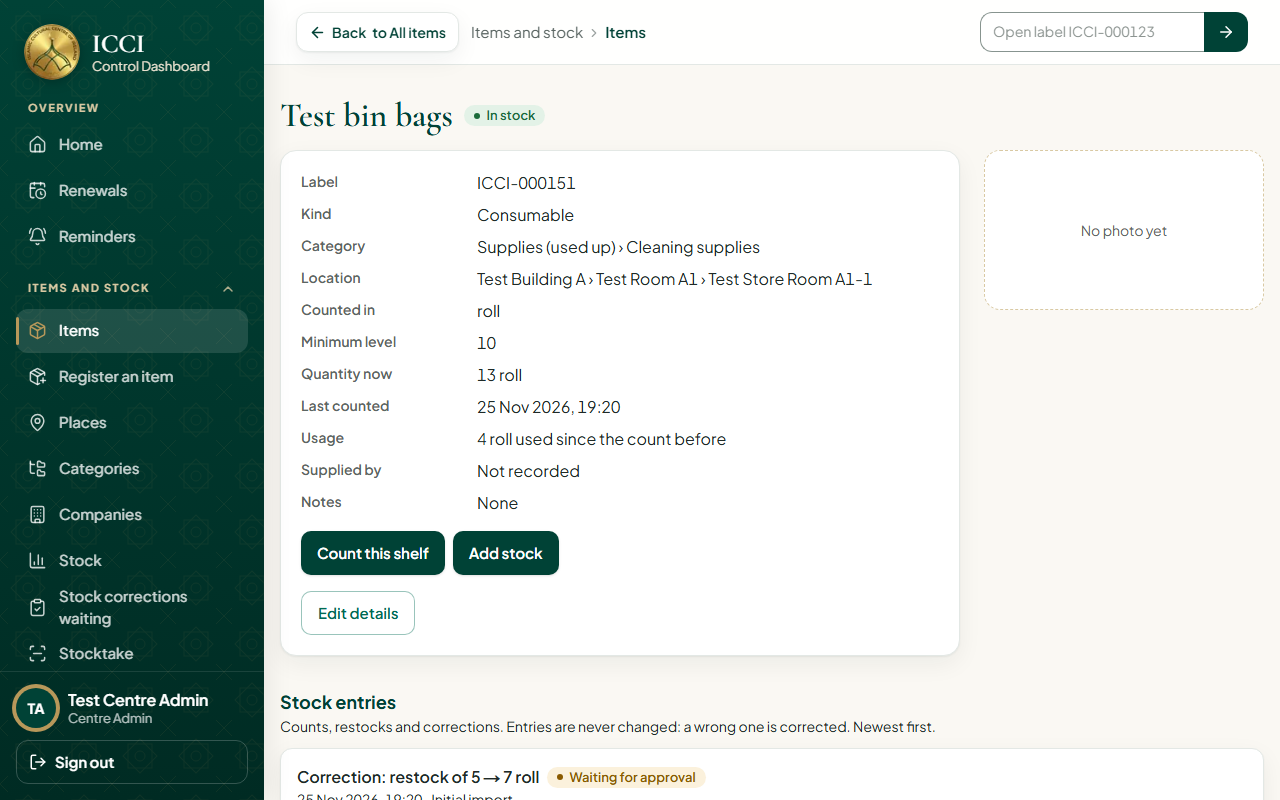 ICCI
Control Dashboard
OVERVIEW
Home
Renewals
Reminders
ITEMS AND STOCK
Items
Register an item
Places
Categories
Companies
Stock
Stock corrections
waiting
Stocktake
TA
Test Centre Admin
Centre Admin
Sign out
Back to All items
Items and stock › Items
Open label ICCI-000123
Test bin bags
In stock
Label ICCI-000151
Kind Consumable
Category Supplies (used up) › Cleaning supplies
Location Test Building A › Test Room A1 › Test Store Room A1-1
Counted in roll
Minimum level 10
Quantity now 13 roll
Last counted 25 Nov 2026, 19:20
Usage 4 roll used since the count before
Supplied by Not recorded
Notes None
Count this shelf
Add stock
Edit details
No photo yet
Stock entries
Counts, restocks and corrections. Entries are never changed: a wrong one is corrected. Newest first.
Correction: restock of 5 → 7 roll
Waiting for approval
25 Nov 2026, 19:20 · Initial import